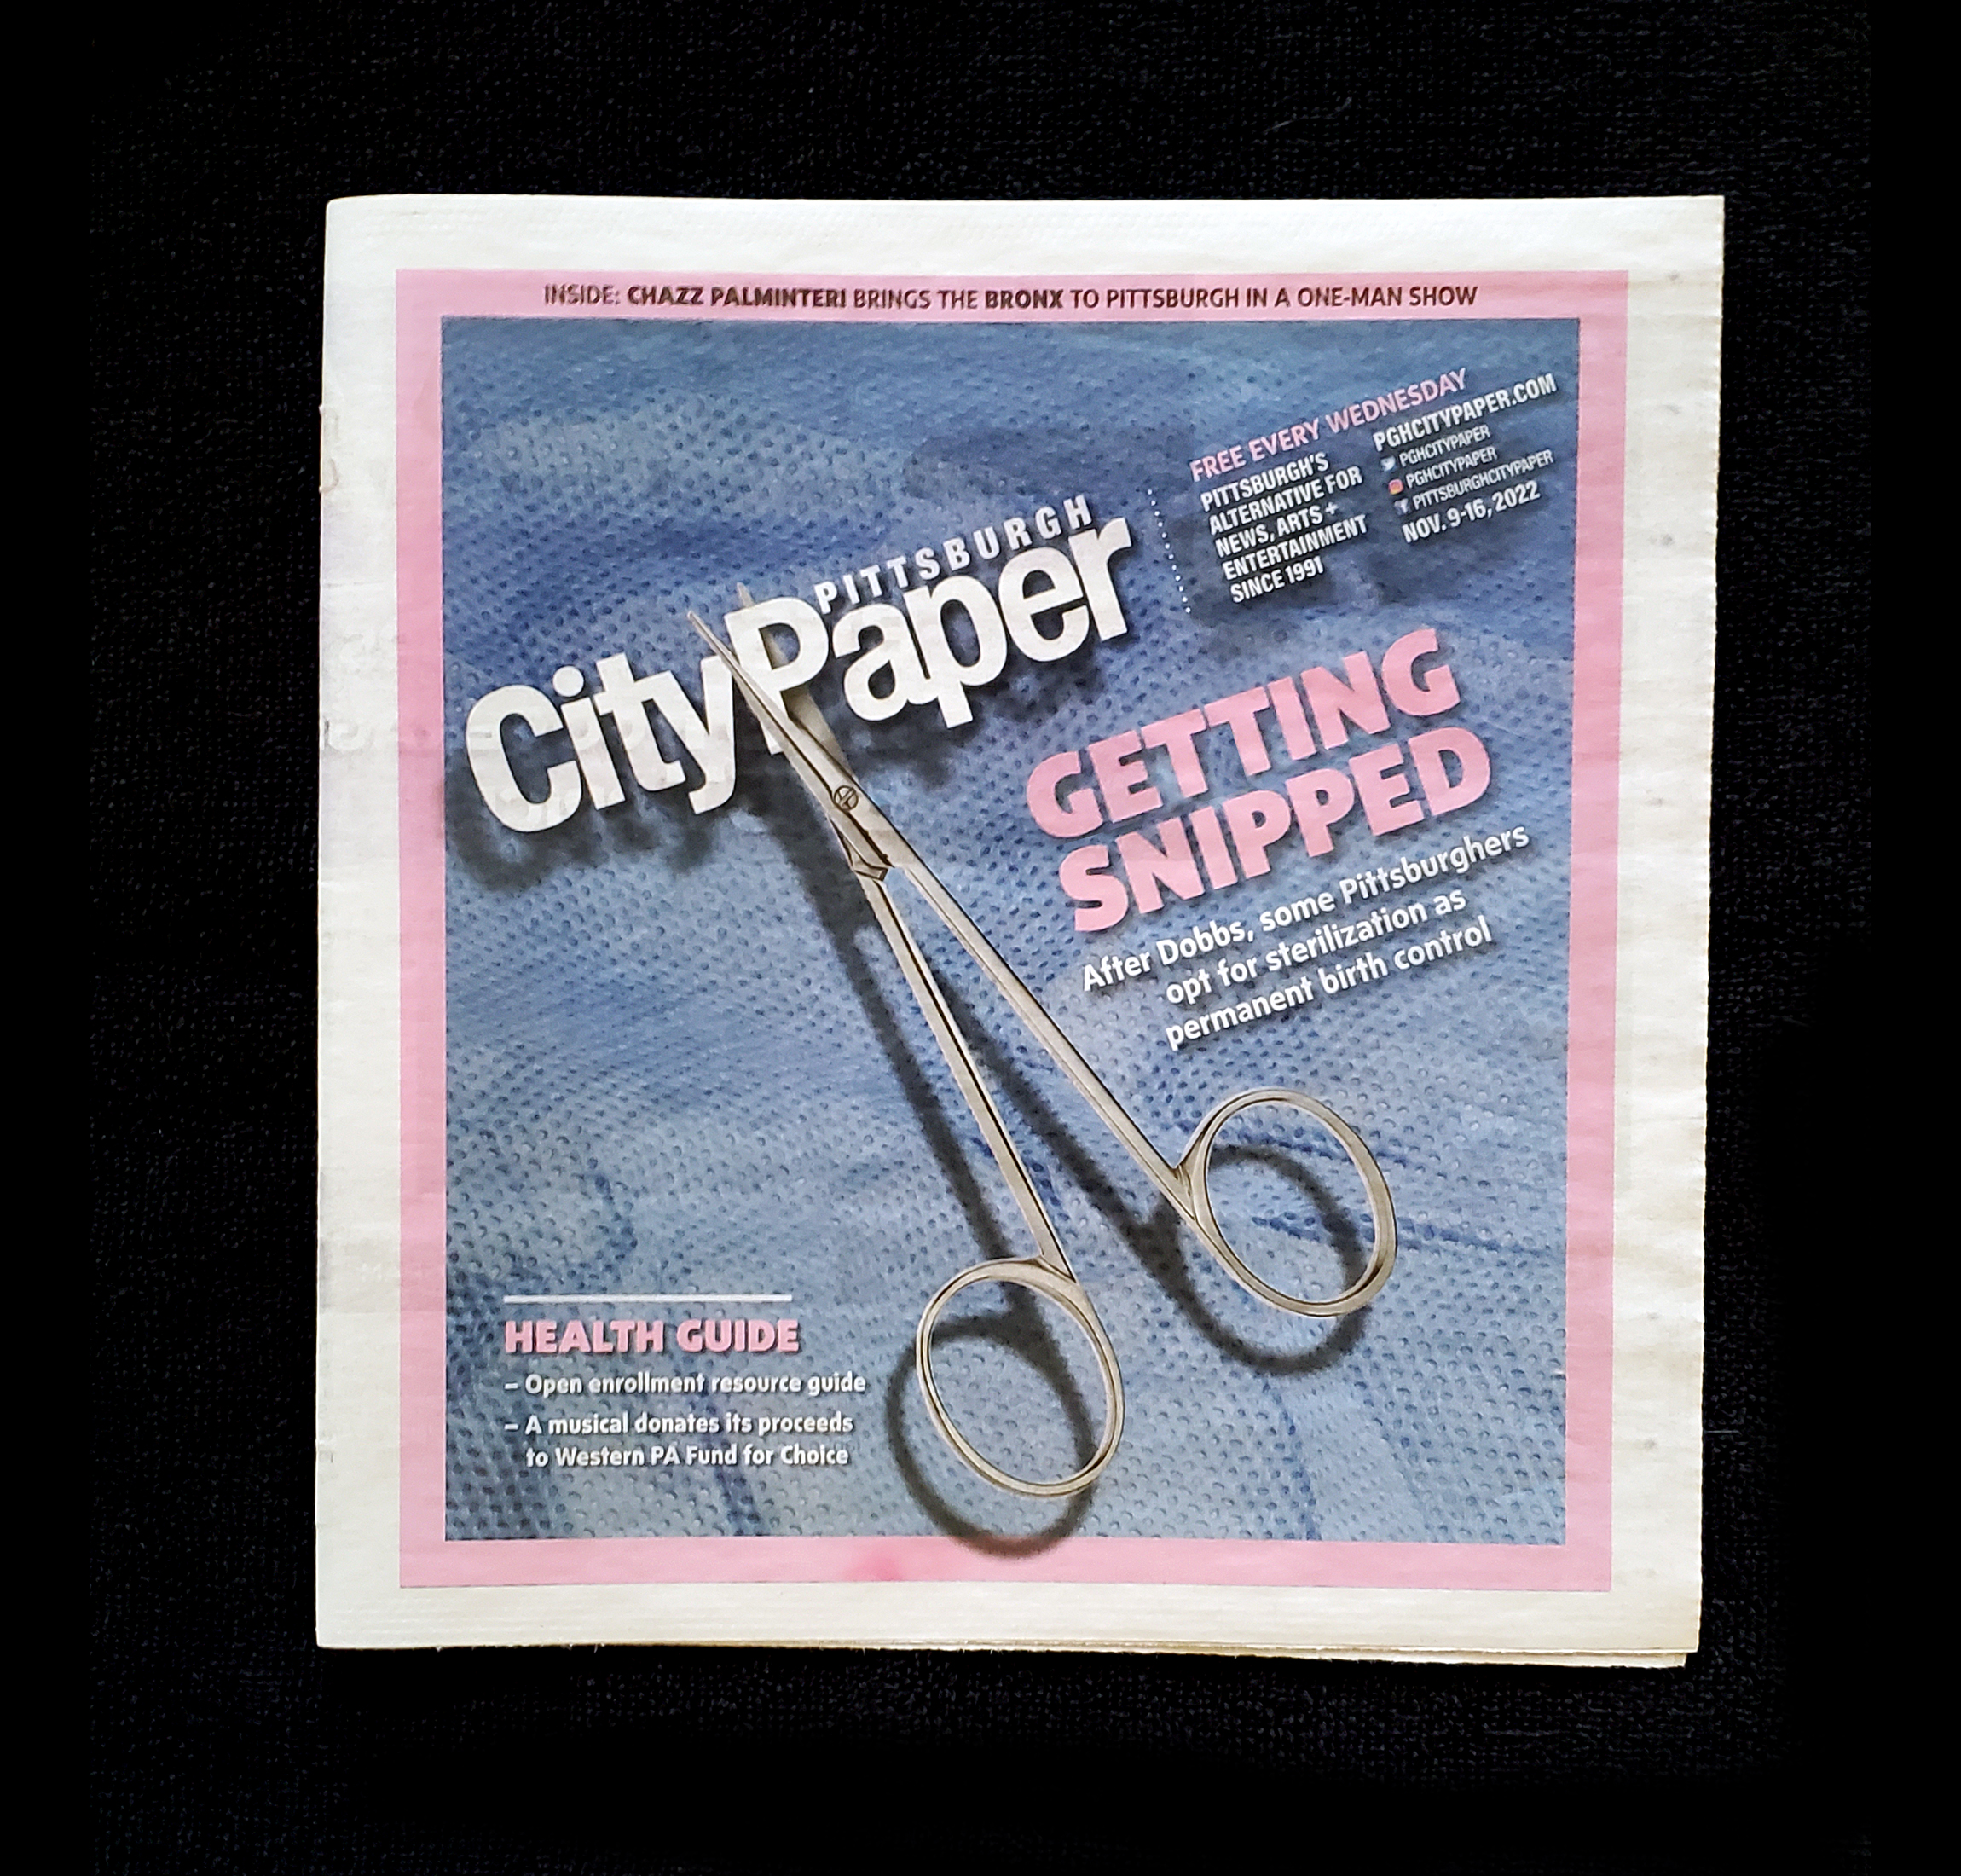 INSIDE: CHAZZ PALMINTERI BRINGS THE BRONX TO PITTSBURGH IN A ONE-MAN SHOW
FREE EVERY WEDNESDAY
PITTSBURGH'S
ALTERNATIVE FOR
NEWS, ARTS +
ENTERTAINMENT
SINCE 1991
PGHCITYPAPER.COM
PGHCITYPAPER
PGHCITYPAPER
PITTSBURGHCITYPAPER
NOV. 9-16, 2022
PITTSBURGH
CityPaper
GETTING
SNIPPED
After Dobbs, some Pittsburghers
opt for sterilization as
permanent birth control
HEALTH GUIDE
– Open enrollment resource guide
– A musical donates its proceeds
to Western PA Fund for Choice